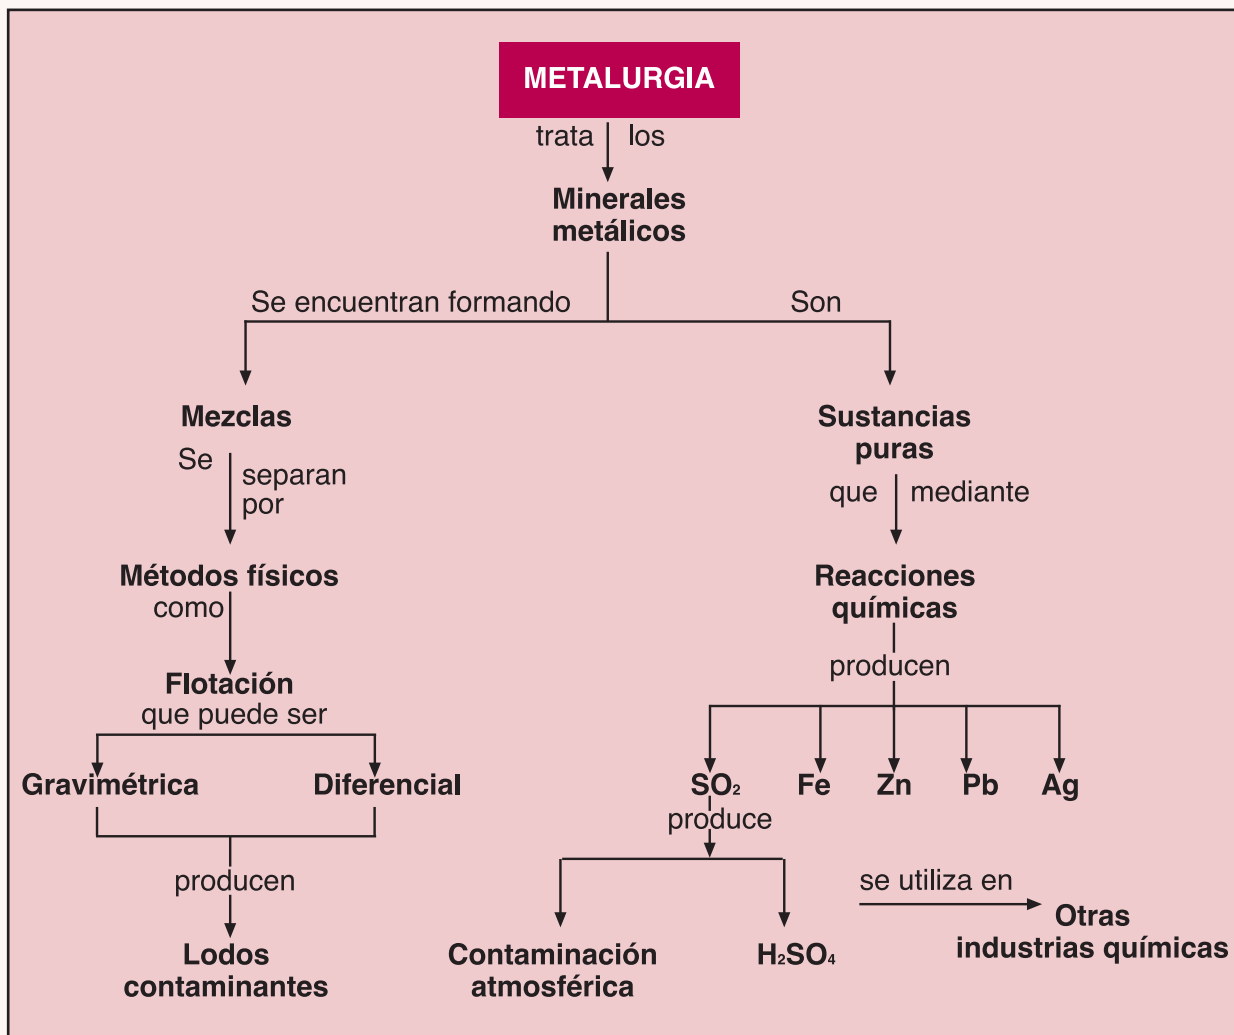 METALURGIA
trata los
Minerales
metálicos
Se encuentran formando
Son
Mezclas
Se
separan
por
Métodos físicos
como
Flotación
que puede ser
Gravimétrica
Diferencial
producen
Lodos
contaminantes
Sustancias
puras
que mediante
Reacciones
químicas
producen
SO₂ Fe Zn Pb Ag
produce
Contaminación
atmosférica
H₂SO₄
se utiliza en
Otras
industrias químicas